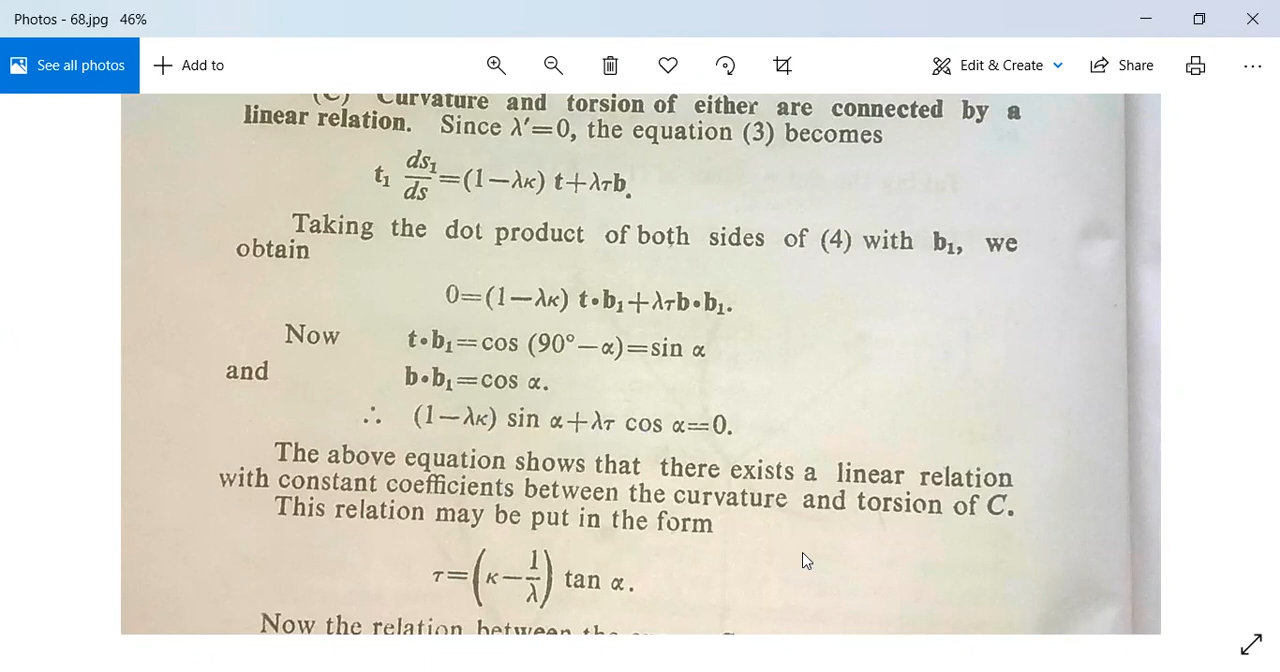 Photos - 68.jpg 46%
See all photos
Add to
Edit & Create
Share
(C) Curvature and torsion of either are connected by a
linear relation. Since λ′=0, the equation (3) becomes
t₁ ds₁/ds=(1−λκ) t+λτb.
Taking the dot product of both sides of (4) with b₁, we
obtain
0=(1−λκ) t•b₁+λτb•b₁.
Now t•b₁=cos (90°−α)=sin α
and b•b₁=cos α.
∴ (1−λκ) sin α+λτ cos α==0.
The above equation shows that there exists a linear relation
with constant coefficients between the curvature and torsion of C.
This relation may be put in the form
τ=(κ−1/λ) tan α.
Now the relation between the